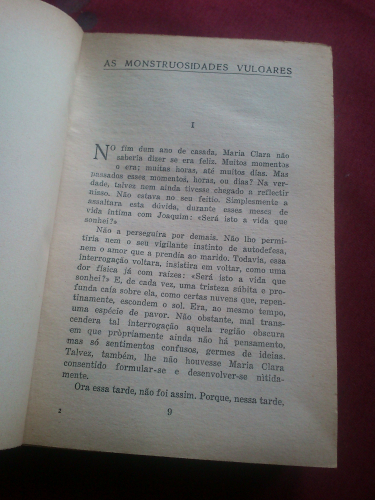 AS MONSTRUOSIDADES VULGARES
I
NO fim dum ano de casada, Maria Clara não
saberia dizer se era feliz. Muitos momentos
o era; muitas horas, até muitos dias. Mas
passados esses momentos, horas, ou dias? Na ver-
dade, talvez nem ainda tivesse chegado a reflectir
nisso. Não estava no seu feitio. Simplesmente a
assaltara esta dúvida, durante esses meses de
vida íntima com Joaquim: «Será isto a vida que
sonhei?»
Não a perseguira por demais. Não lho permi-
tiria nem o seu vigilante instinto de autodefesa,
nem o amor que a prendia ao marido. Todavia, essa
interrogação voltara, insistira em voltar, como uma
dor física já com raízes: «Será isto a vida que
sonhei?» E, de cada vez, uma tristeza súbita e pro-
funda caía sobre ela, como certas nuvens que, repen-
tinamente, escondem o sol. Era, ao mesmo tempo,
uma espécie de pavor. Não obstante, mal trans-
cendera tal interrogação aquela região obscura
em que pròpriamente ainda não há pensamento,
mas só sentimentos confusos, germes de ideias.
Talvez, também, lhe não houvesse Maria Clara
consentido formular-se e desenvolver-se nitida-
mente.
Ora essa tarde, não foi assim. Porque, nessa tarde,
2
9